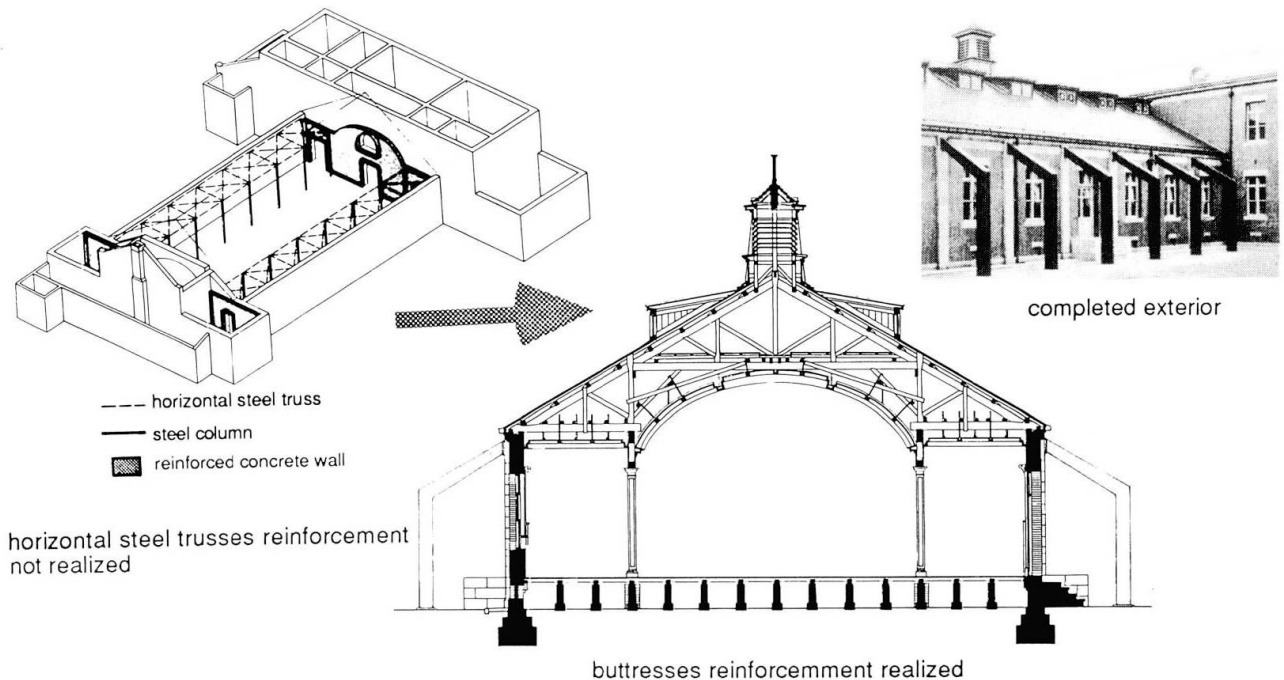 completed exterior
horizontal steel truss
steel column
reinforced concrete wall
horizontal steel trusses reinforcement
not realized
buttresses reinforcemment realized